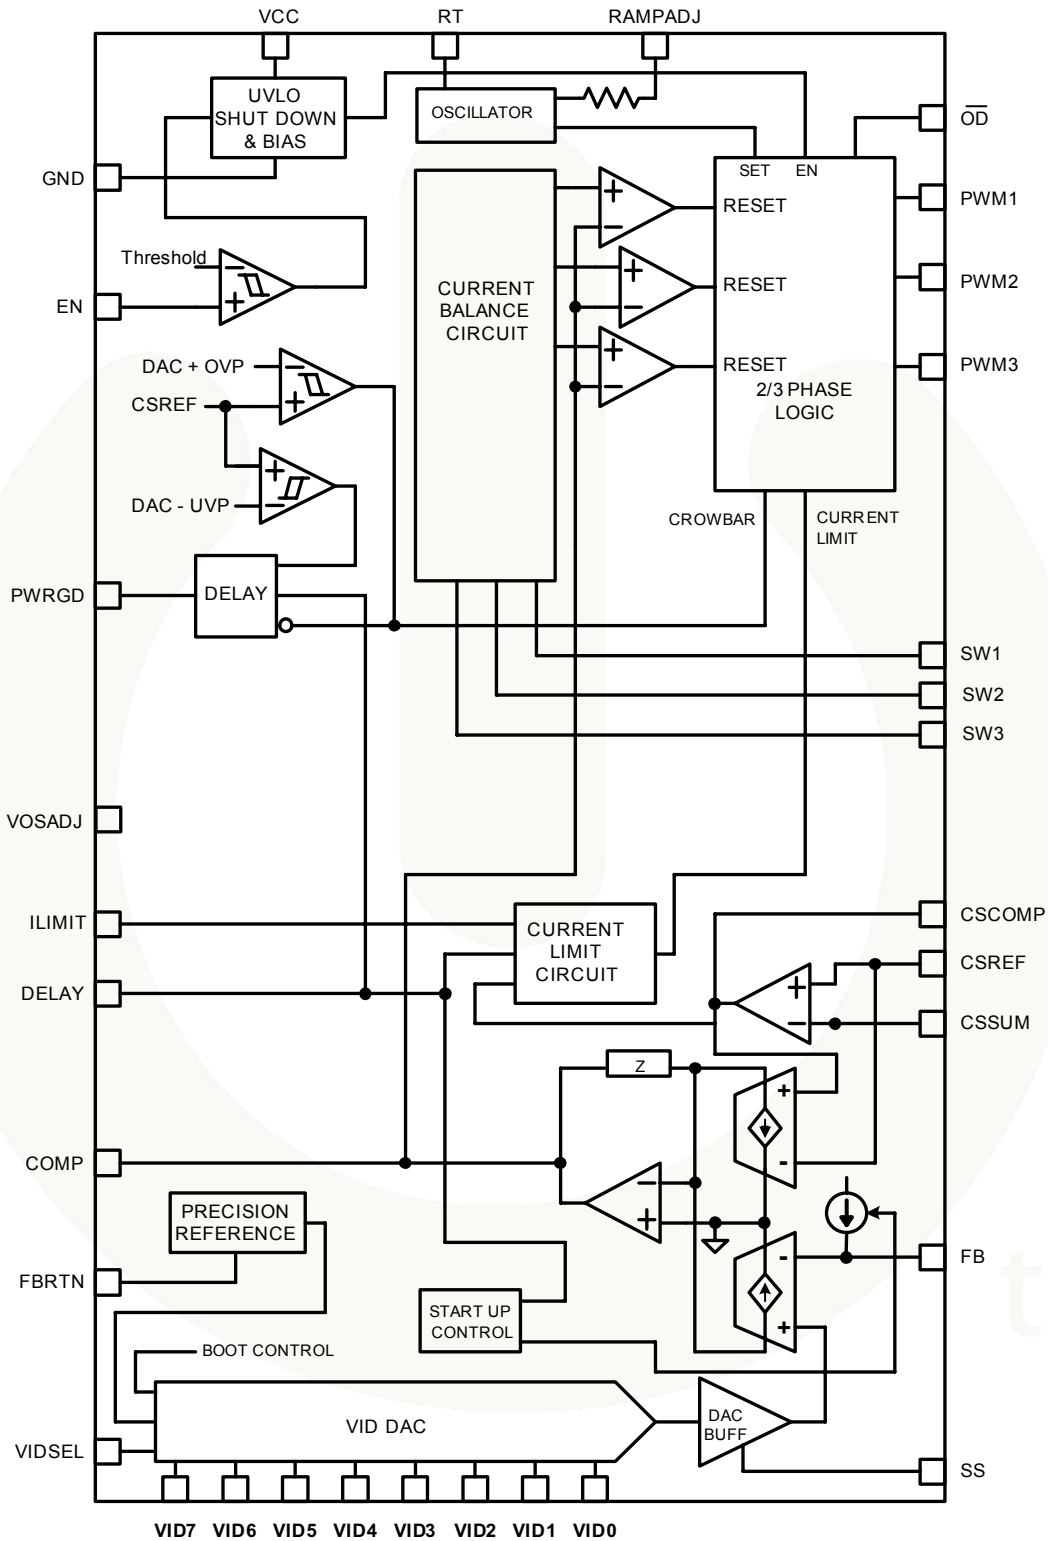 VCC
RT
RAMPADJ
UVLO
SHUT DOWN
& BIAS
OSCILLATOR
OD
GND
SET
EN
PWM1
RESET
Threshold
EN
CURRENT
BALANCE
CIRCUIT
RESET
PWM2
DAC + OVP
CSREF
RESET
PWM3
2/3 PHASE
LOGIC
DAC - UVP
CROWBAR
CURRENT
LIMIT
PWRGD
DELAY
SW1
SW2
SW3
VOSADJ
ILIMIT
CURRENT
LIMIT
CIRCUIT
CSCOMP
CSREF
DELAY
CSSUM
Z
COMP
PRECISION
REFERENCE
FBRTN
FB
START UP
CONTROL
BOOT CONTROL
VID DAC
DAC
BUFF
VIDSEL
SS
VID7 VID6 VID5 VID4 VID3 VID2 VID1 VID0